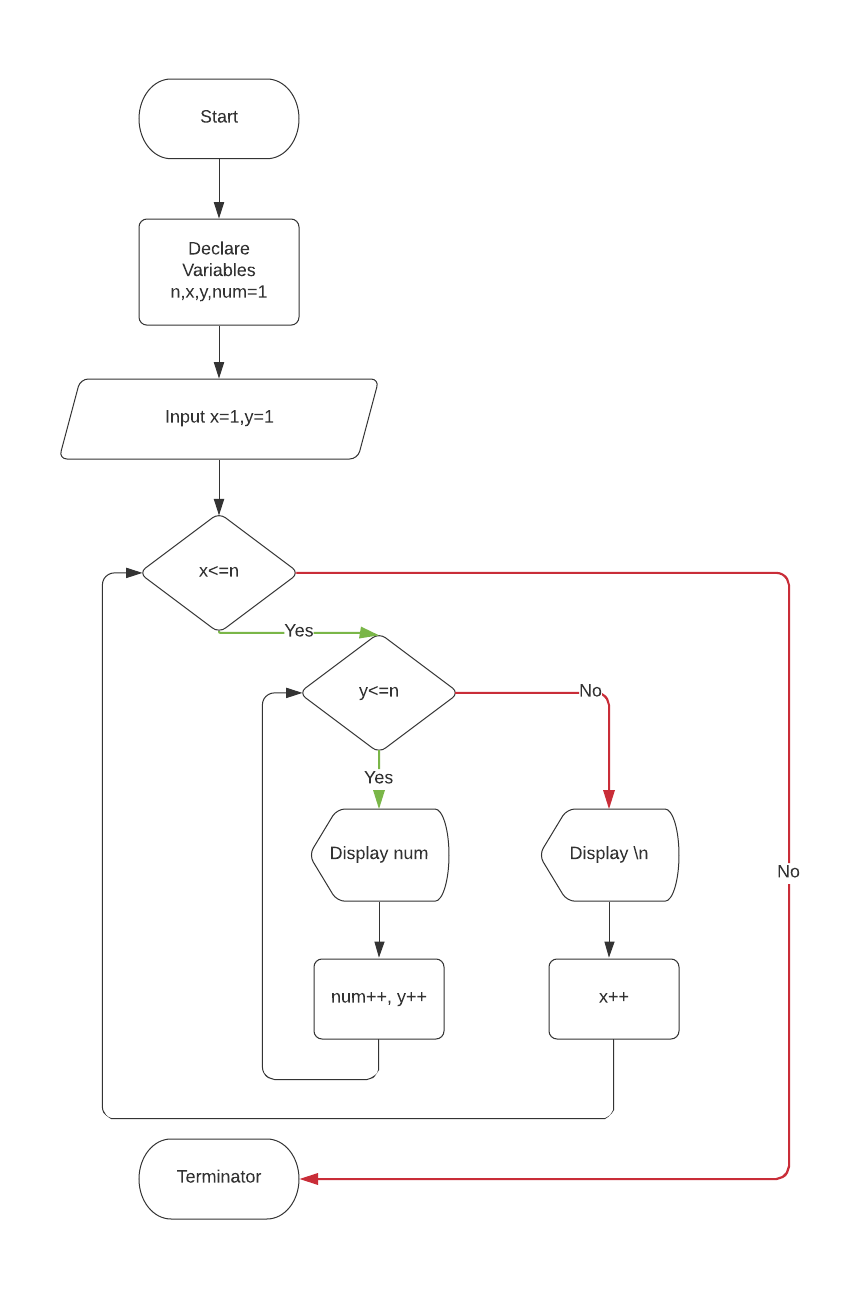 Start
Declare
Variables
n,x,y,num=1
Input x=1,y=1
x<=n
Yes
y<=n
No
Yes
Display num
Display \n
No
num++, y++
x++
Terminator